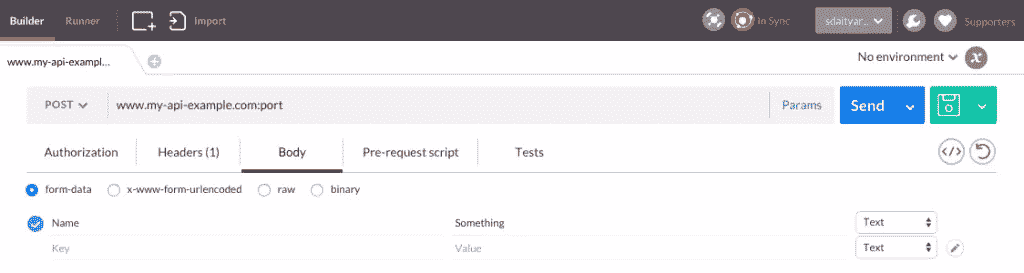 Builder Runner Import In Sync sdaitvar... Supporters
www.my-api-exampl... No environment
POST www.my-api-example.com:port Params Send
Authorization Headers (1) Body Pre-request script Tests
form-data x-www-form-urlencoded raw binary
Name Something Text
Key Value Text